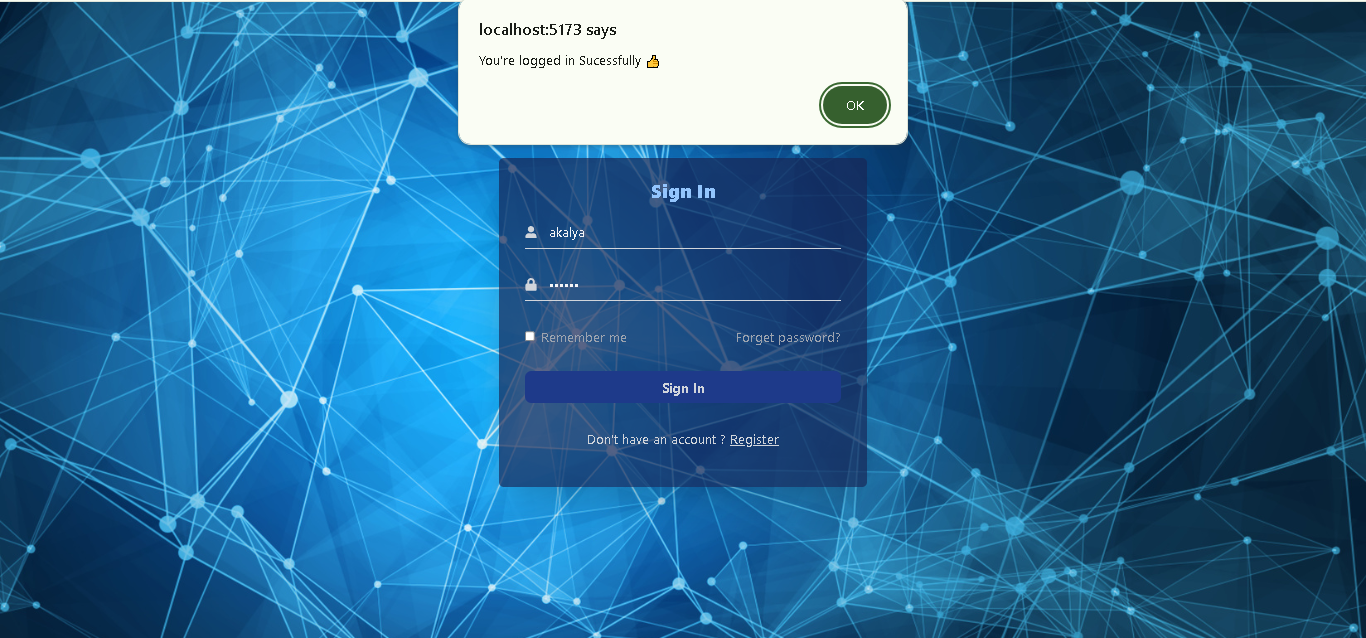 localhost:5173 says
You're logged in Sucessfully 👍
OK
Sign In
akalya
••••••
Remember me Forget password?
Sign In
Don't have an account ? Register